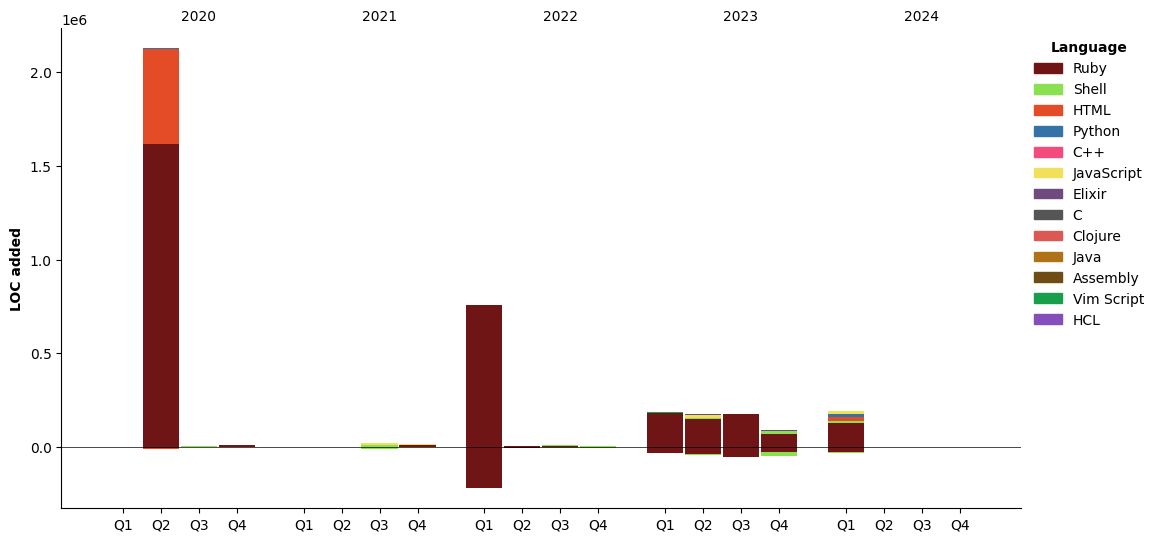 1e6
2020 2021 2022 2023 2024
LOC added
2.0
1.5
1.0
0.5
0.0
Q1 Q2 Q3 Q4 Q1 Q2 Q3 Q4 Q1 Q2 Q3 Q4 Q1 Q2 Q3 Q4 Q1 Q2 Q3 Q4
Language
Ruby
Shell
HTML
Python
C++
JavaScript
Elixir
C
Clojure
Java
Assembly
Vim Script
HCL